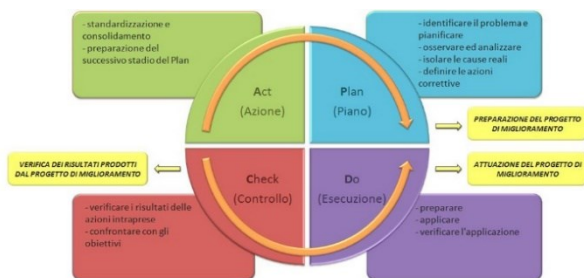 - standardizzazione e
consolidamento
- preparazione del
successivo stadio del Plan
- identificare il problema e
pianificare
- osservare ed analizzare
- isolare le cause reali
- definire le azioni
correttive
Act
(Azione)
Plan
(Piano)
PREPARAZIONE DEL PROGETTO
DI MIGLIORAMENTO
VERIFICA DEI RISULTATI PRODOTTI
DAL PROGETTO DI MIGLIORAMENTO
Check
(Controllo)
Do
(Esecuzione)
ATTUAZIONE DEL PROGETTO DI
MIGLIORAMENTO
- verificare i risultati delle
azioni intraprese
- confrontare con gli
obiettivi
- preparare
- applicare
- verificare l'applicazione